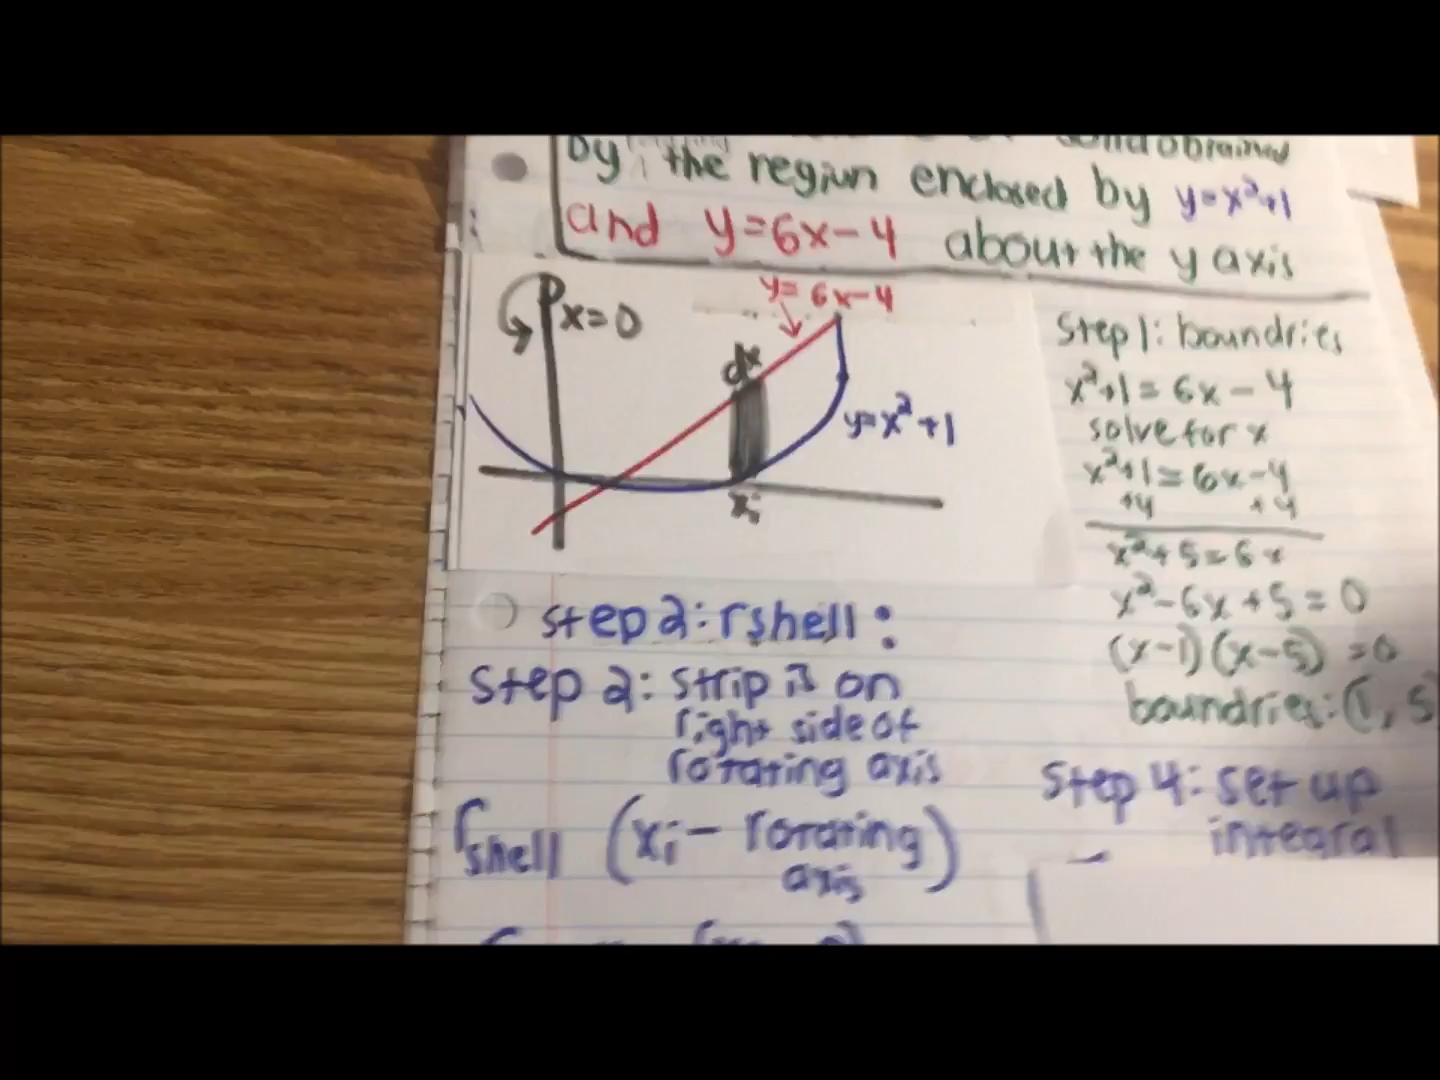 solid obtained
by the region enclosed by y=x²+1
and y=6x-4 about the y axis
x=0
y=6x-4
dx
y=x²+1
xi
Step 1: boundries
x²+1=6x-4
solve for x
x²+1=6x-4
+4 +4
x²+5=6x
x²-6x+5=0
(x-1)(x-5)=0
boundries:(1,5)
step 2: rshell:
Step 2: strip is on
right side of
rotating axis
rshell (xi- rotating
axis)
Step 4: set up
integral